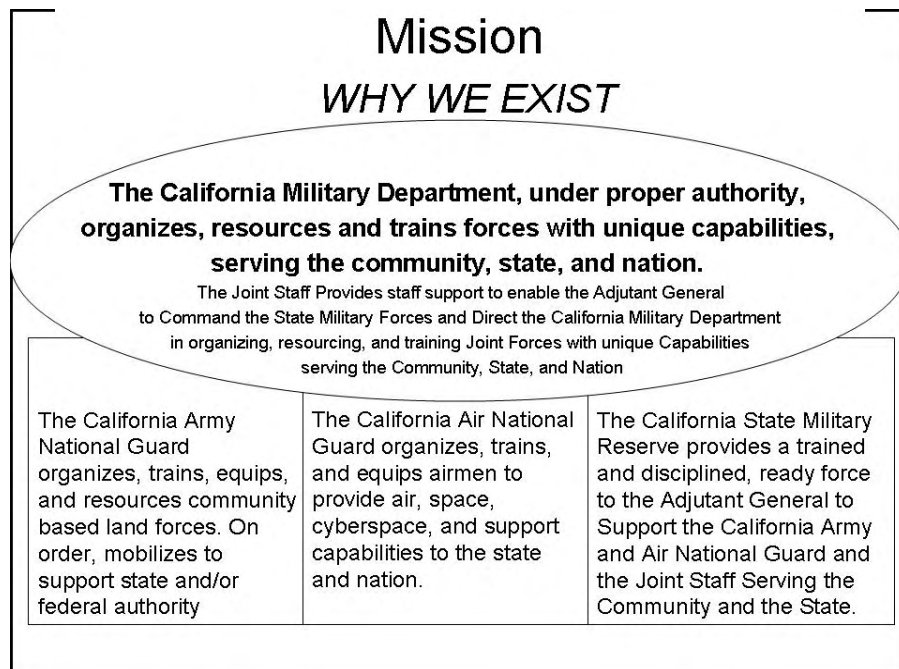 Mission
WHY WE EXIST
The California Military Department, under proper authority,
organizes, resources and trains forces with unique capabilities,
serving the community, state, and nation.
The Joint Staff Provides staff support to enable the Adjutant General
to Command the State Military Forces and Direct the California Military Department
in organizing, resourcing, and training Joint Forces with unique Capabilities
serving the Community, State, and Nation
The California Army
National Guard
organizes, trains, equips,
and resources community
based land forces. On
order, mobilizes to
support state and/or
federal authority
The California Air National
Guard organizes, trains,
and equips airmen to
provide air, space,
cyberspace, and support
capabilities to the state
and nation.
The California State Military
Reserve provides a trained
and disciplined, ready force
to the Adjutant General to
Support the California Army
and Air National Guard and
the Joint Staff Serving the
Community and the State.